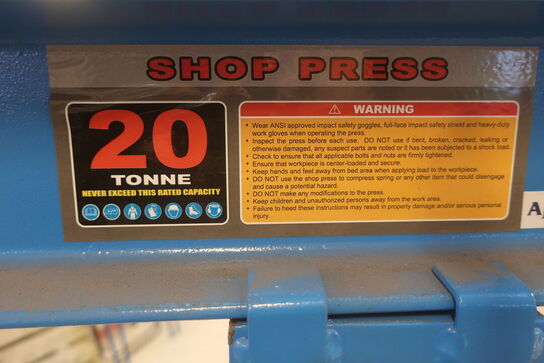 SHOP PRESS
20
TONNE
NEVER EXCEED THIS RATED CAPACITY
WARNING
• Wear ANSI approved impact safety goggles, full-face impact safety shield and heavy-duty
work gloves when operating the press.
• Inspect the press before each use. DO NOT use if bent, broken, cracked, leaking or
otherwise damaged, any suspect parts are noted or it has been subjected to a shock load.
• Check to ensure that all applicable bolts and nuts are firmly tightened.
• Ensure that workpiece is center-loaded and secure.
• Keep hands and feet away from bed area when applying load to the workpiece.
• DO NOT use the shop press to compress spring or any other item that could disengage
and cause a potential hazard.
• DO NOT make any modifications to the press.
• Keep children and unauthorized persons away from the work area.
• Failure to heed these instructions may result in property damage and/or serious personal
injury.